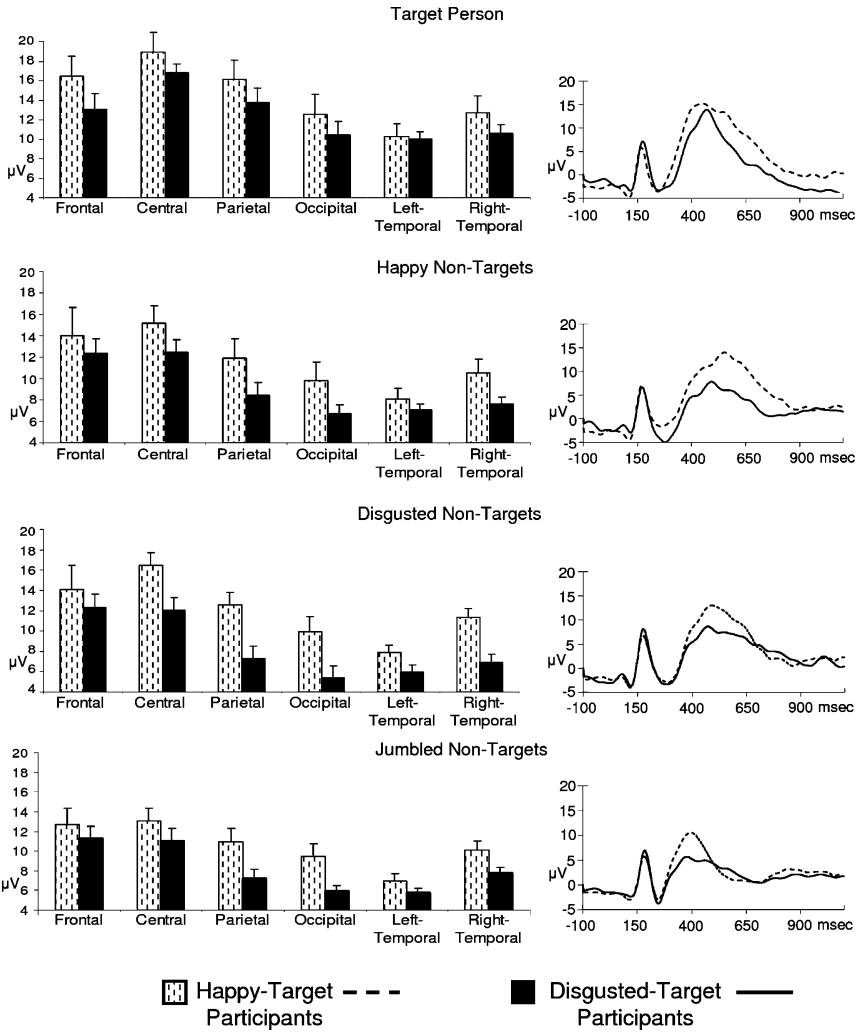 Target Person
20
18
16
14
12
10
8
6
4
µV
Frontal Central Parietal Occipital Left-Temporal Right-Temporal
20
15
10
5
0
-5
µV
-100 150 400 650 900 msec
Happy Non-Targets
20
18
16
14
12
10
8
6
4
µV
Frontal Central Parietal Occipital Left-Temporal Right-Temporal
20
15
10
5
0
-5
µV
-100 150 400 650 900 msec
Disgusted Non-Targets
20
18
16
14
12
10
8
6
4
µV
Frontal Central Parietal Occipital Left-Temporal Right-Temporal
20
15
10
5
0
-5
µV
-100 150 400 650 900 msec
Jumbled Non-Targets
20
18
16
14
12
10
8
6
4
µV
Frontal Central Parietal Occipital Left-Temporal Right-Temporal
20
15
10
5
0
-5
µV
-100 150 400 650 900 msec
Happy-Target
Participants
Disgusted-Target
Participants